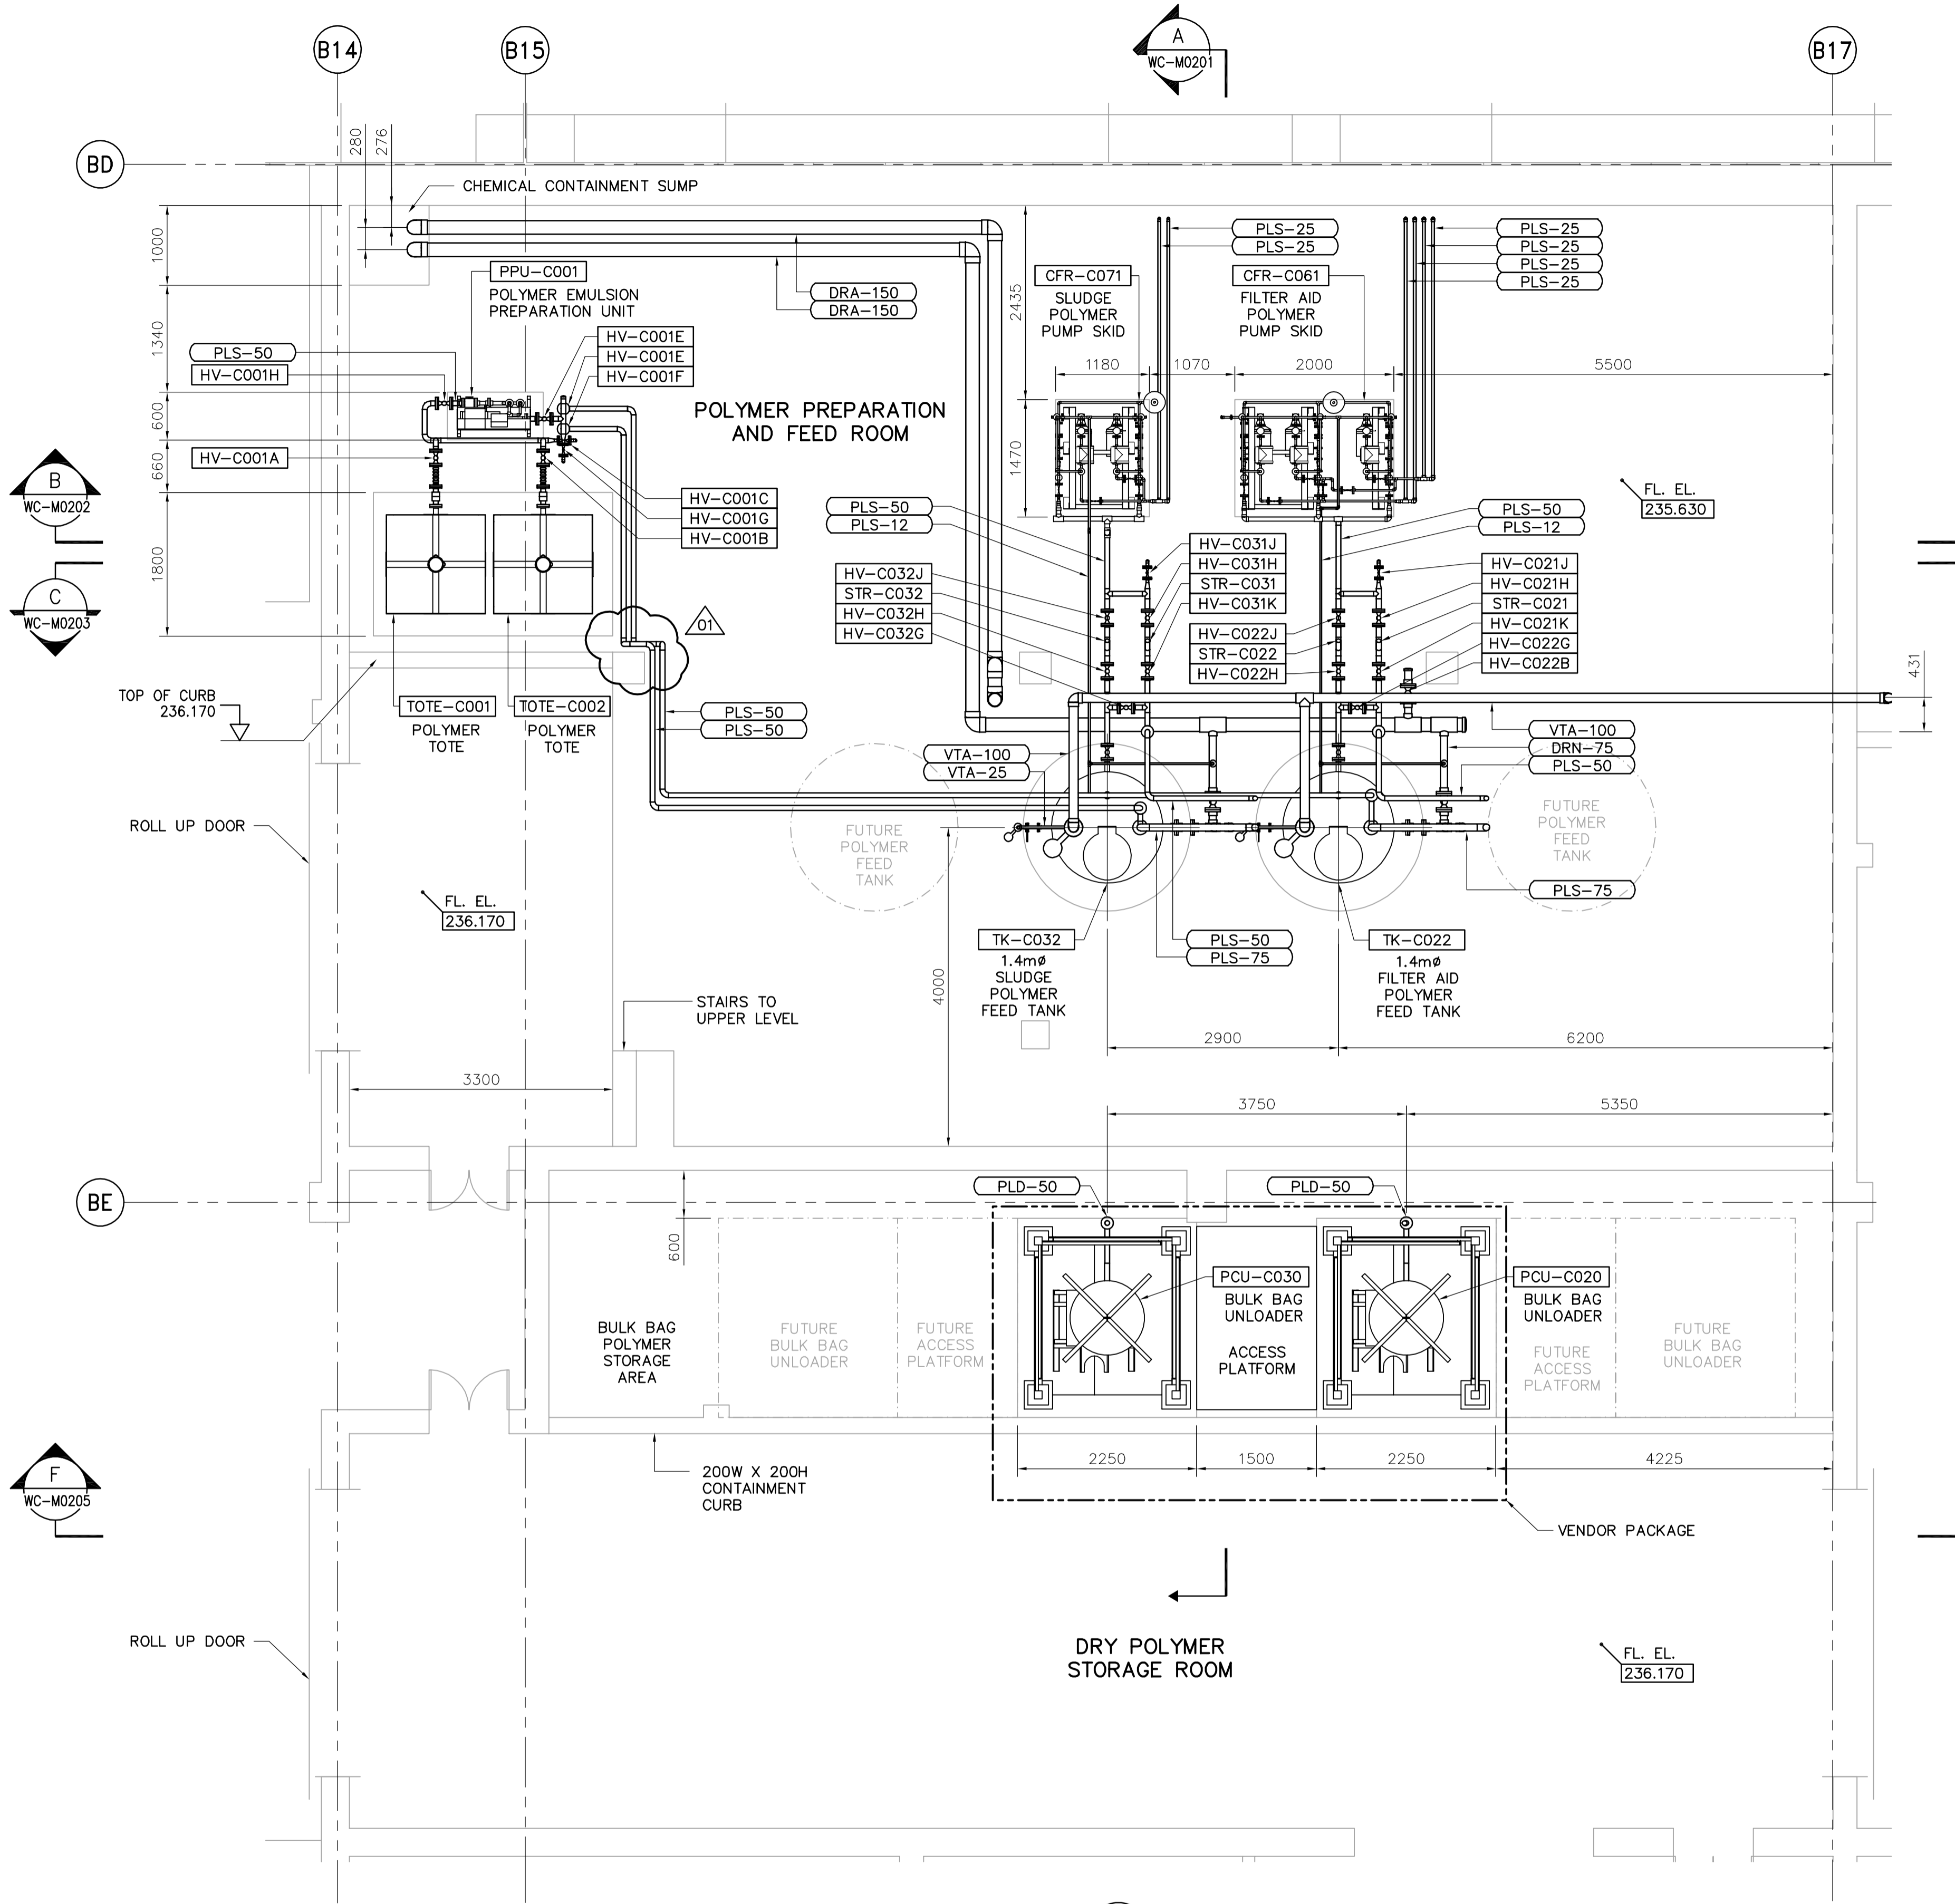 B14
B15
A
WC-M0201
B17
BD
280
276
CHEMICAL CONTAINMENT SUMP
1000
1340
600
660
1800
PPU-C001
POLYMER EMULSION
PREPARATION UNIT
DRA-150
DRA-150
PLS-50
HV-C001H
HV-C001A
HV-C001E
HV-C001E
HV-C001F
POLYMER PREPARATION
AND FEED ROOM
HV-C001C
HV-C001G
HV-C001B
2435
1470
PLS-25
PLS-25
CFR-C071
SLUDGE
POLYMER
PUMP SKID
CFR-C061
FILTER AID
POLYMER
PUMP SKID
PLS-25
PLS-25
PLS-25
PLS-25
1180
1070
2000
5500
FL. EL.
235.630
B
WC-M0202
C
WC-M0203
PLS-50
PLS-12
PLS-50
PLS-12
HV-C032J
STR-C032
HV-C032H
HV-C032G
HV-C031J
HV-C031H
STR-C031
HV-C031K
HV-C022J
STR-C022
HV-C022H
HV-C021J
HV-C021H
STR-C021
HV-C021K
HV-C022G
HV-C022B
431
01
TOP OF CURB
236.170
TOTE-C001
POLYMER
TOTE
TOTE-C002
POLYMER
TOTE
PLS-50
PLS-50
VTA-100
VTA-25
VTA-100
DRN-75
PLS-50
ROLL UP DOOR
FUTURE
POLYMER
FEED
TANK
FUTURE
POLYMER
FEED
TANK
PLS-75
FL. EL.
236.170
TK-C032
1.4mø
SLUDGE
POLYMER
FEED TANK
PLS-50
PLS-75
TK-C022
1.4mø
FILTER AID
POLYMER
FEED TANK
4000
STAIRS TO
UPPER LEVEL
2900
6200
3300
3750
5350
BE
PLD-50
PLD-50
600
PCU-C030
BULK BAG
UNLOADER
ACCESS
PLATFORM
PCU-C020
BULK BAG
UNLOADER
BULK BAG
POLYMER
STORAGE
AREA
FUTURE
BULK BAG
UNLOADER
FUTURE
ACCESS
PLATFORM
FUTURE
ACCESS
PLATFORM
FUTURE
BULK BAG
UNLOADER
2250
1500
2250
4225
F
WC-M0205
200W X 200H
CONTAINMENT
CURB
VENDOR PACKAGE
ROLL UP DOOR
DRY POLYMER
STORAGE ROOM
FL. EL.
236.170